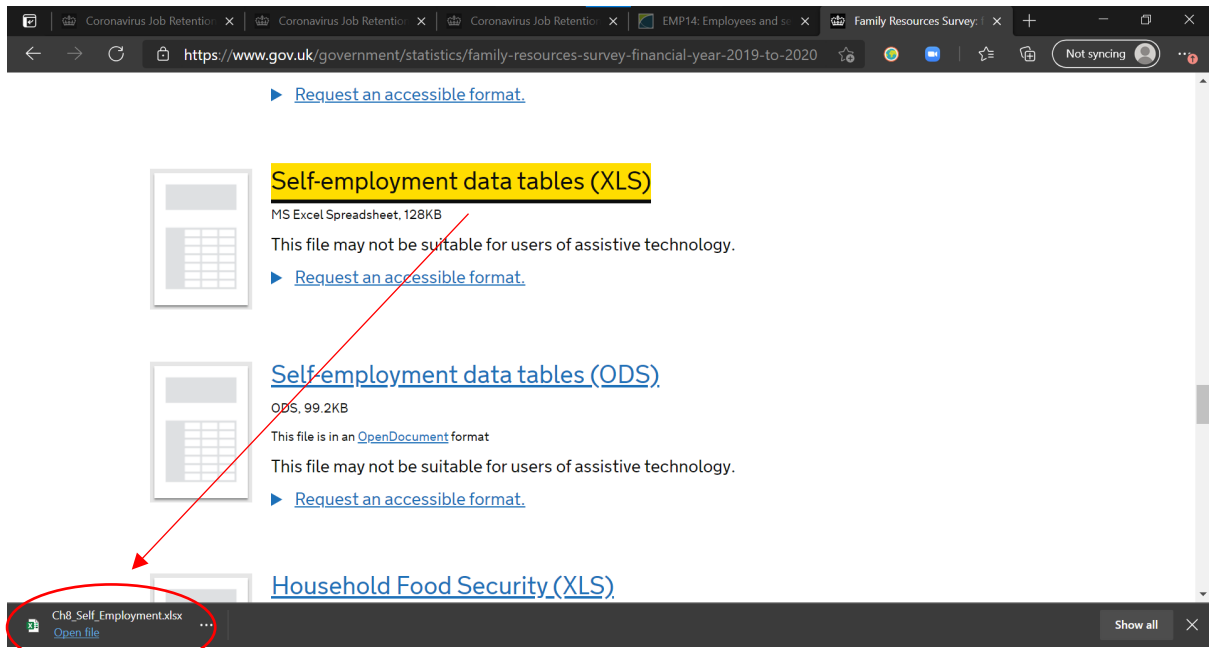 Coronavirus Job Retention
Coronavirus Job Retention
Coronavirus Job Retention
EMP14: Employees and se
Family Resources Survey: f
https://www.gov.uk/government/statistics/family-resources-survey-financial-year-2019-to-2020
Not syncing
Request an accessible format.
Self-employment data tables (XLS)
MS Excel Spreadsheet, 128KB
This file may not be suitable for users of assistive technology.
Request an accessible format.
Self-employment data tables (ODS)
ODS, 99.2KB
This file is in an OpenDocument format
This file may not be suitable for users of assistive technology.
Request an accessible format.
Household Food Security (XLS)
Ch8_Self_Employment.xlsx
Open file
Show all